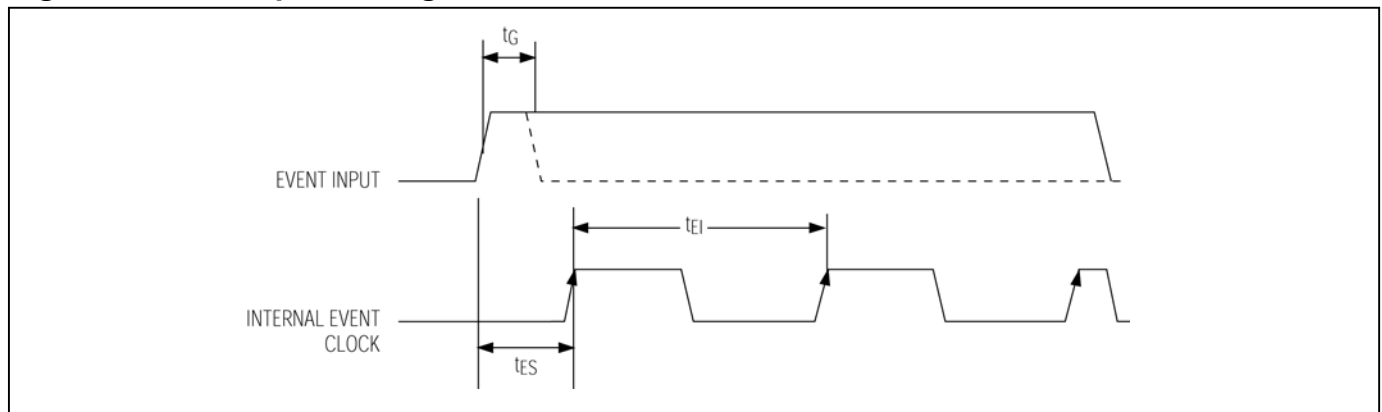 tG
EVENT INPUT
tEI
INTERNAL EVENT
CLOCK
tES